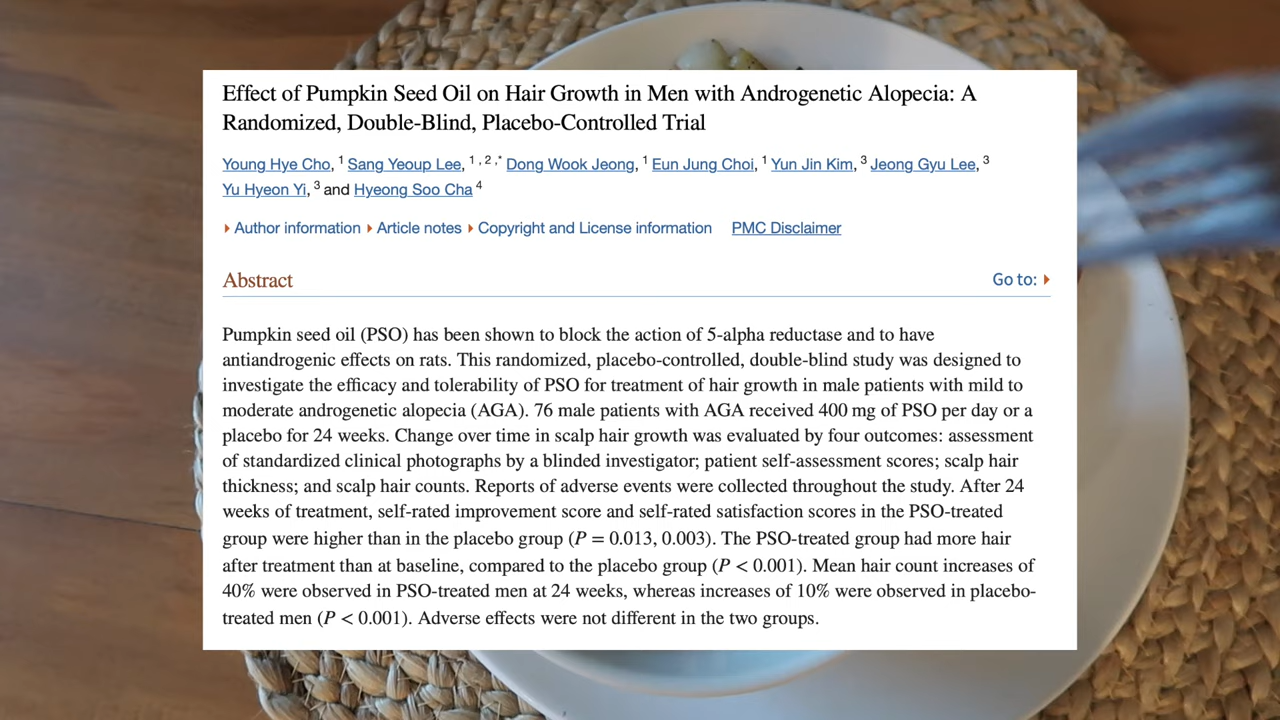 Effect of Pumpkin Seed Oil on Hair Growth in Men with Androgenetic Alopecia: A
Randomized, Double-Blind, Placebo-Controlled Trial
Young Hye Cho, 1 Sang Yeoup Lee, 1 , 2 ,* Dong Wook Jeong, 1 Eun Jung Choi, 1 Yun Jin Kim, 3 Jeong Gyu Lee, 3
Yu Hyeon Yi, 3 and Hyeong Soo Cha 4
Author information Article notes Copyright and License information PMC Disclaimer
Abstract Go to:
Pumpkin seed oil (PSO) has been shown to block the action of 5-alpha reductase and to have
antiandrogenic effects on rats. This randomized, placebo-controlled, double-blind study was designed to
investigate the efficacy and tolerability of PSO for treatment of hair growth in male patients with mild to
moderate androgenetic alopecia (AGA). 76 male patients with AGA received 400 mg of PSO per day or a
placebo for 24 weeks. Change over time in scalp hair growth was evaluated by four outcomes: assessment
of standardized clinical photographs by a blinded investigator; patient self-assessment scores; scalp hair
thickness; and scalp hair counts. Reports of adverse events were collected throughout the study. After 24
weeks of treatment, self-rated improvement score and self-rated satisfaction scores in the PSO-treated
group were higher than in the placebo group (P = 0.013, 0.003). The PSO-treated group had more hair
after treatment than at baseline, compared to the placebo group (P < 0.001). Mean hair count increases of
40% were observed in PSO-treated men at 24 weeks, whereas increases of 10% were observed in placebo-
treated men (P < 0.001). Adverse effects were not different in the two groups.